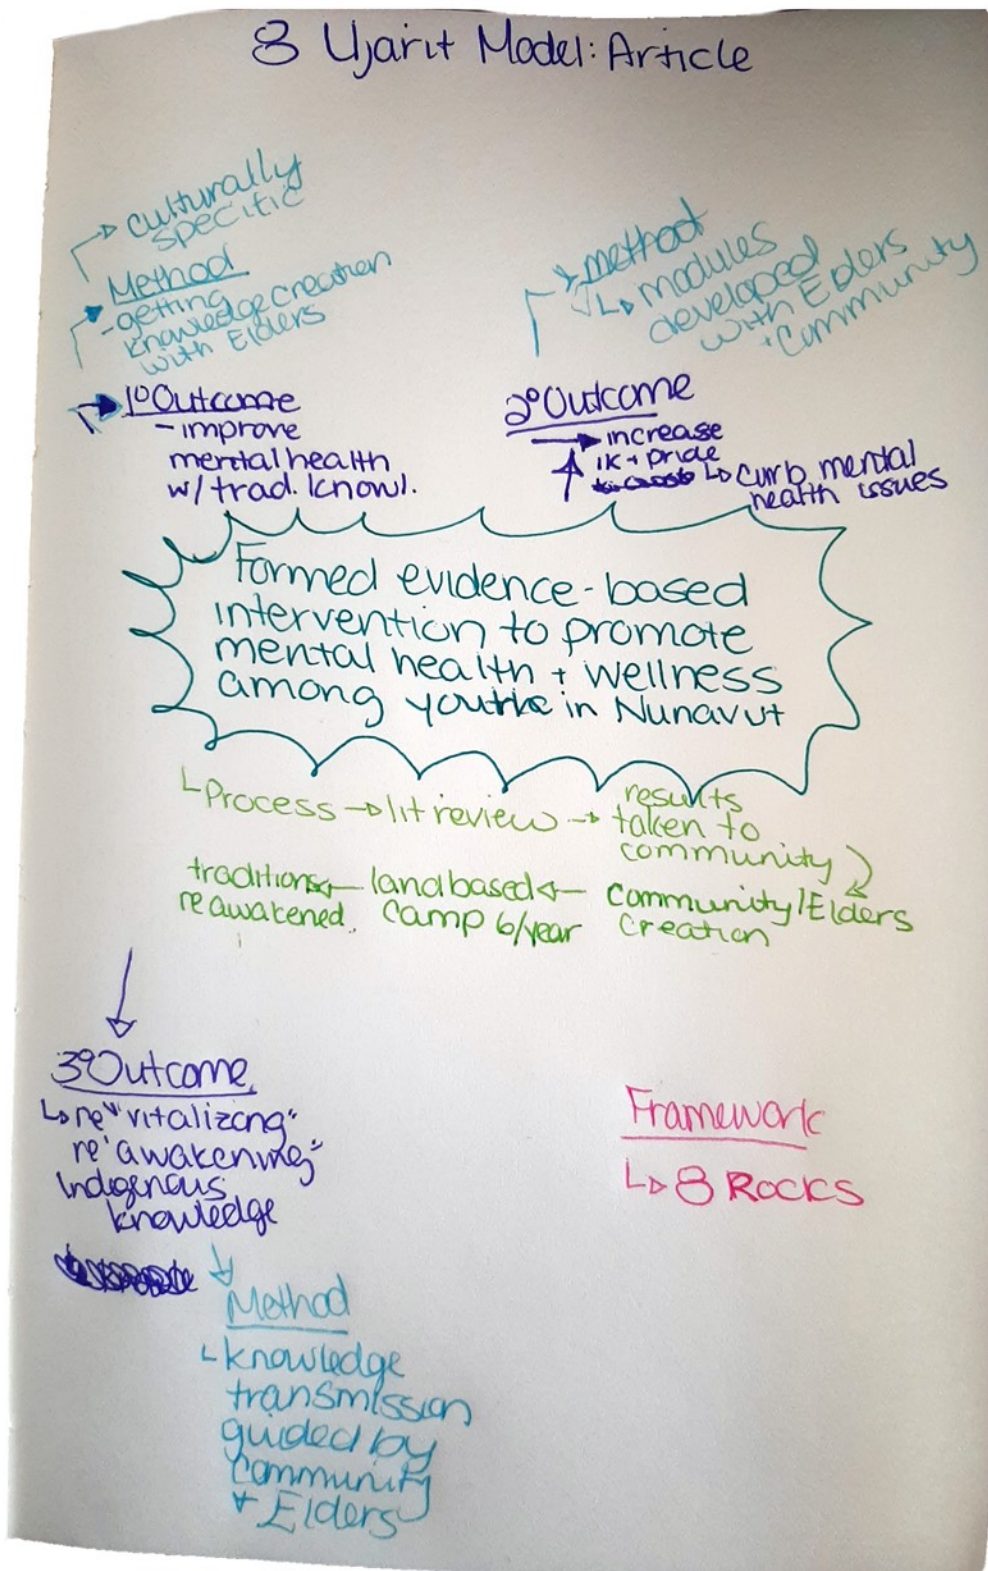 8 Ujarit Model: Article
culturally
specific
Method
- getting
knowledge creation
with Elders
1° Outcome
- improve
mental health
w/ trad. knowl.
method
modules
developed
with Elders
+ Community
2° Outcome
increase
IK + pride
curb mental
health issues
Formed evidence-based
intervention to promote
mental health + wellness
among youth in Nunavut
Process → lit review → results
taken to
community
Community/Elders
creation
land based
camp 6/year
traditions
reawakened.
3° Outcome
re"vitalizing"
re"awakening"
Indigenous
knowledge
Method
knowledge
transmission
guided by
community
+ Elders
Framework
8 Rocks